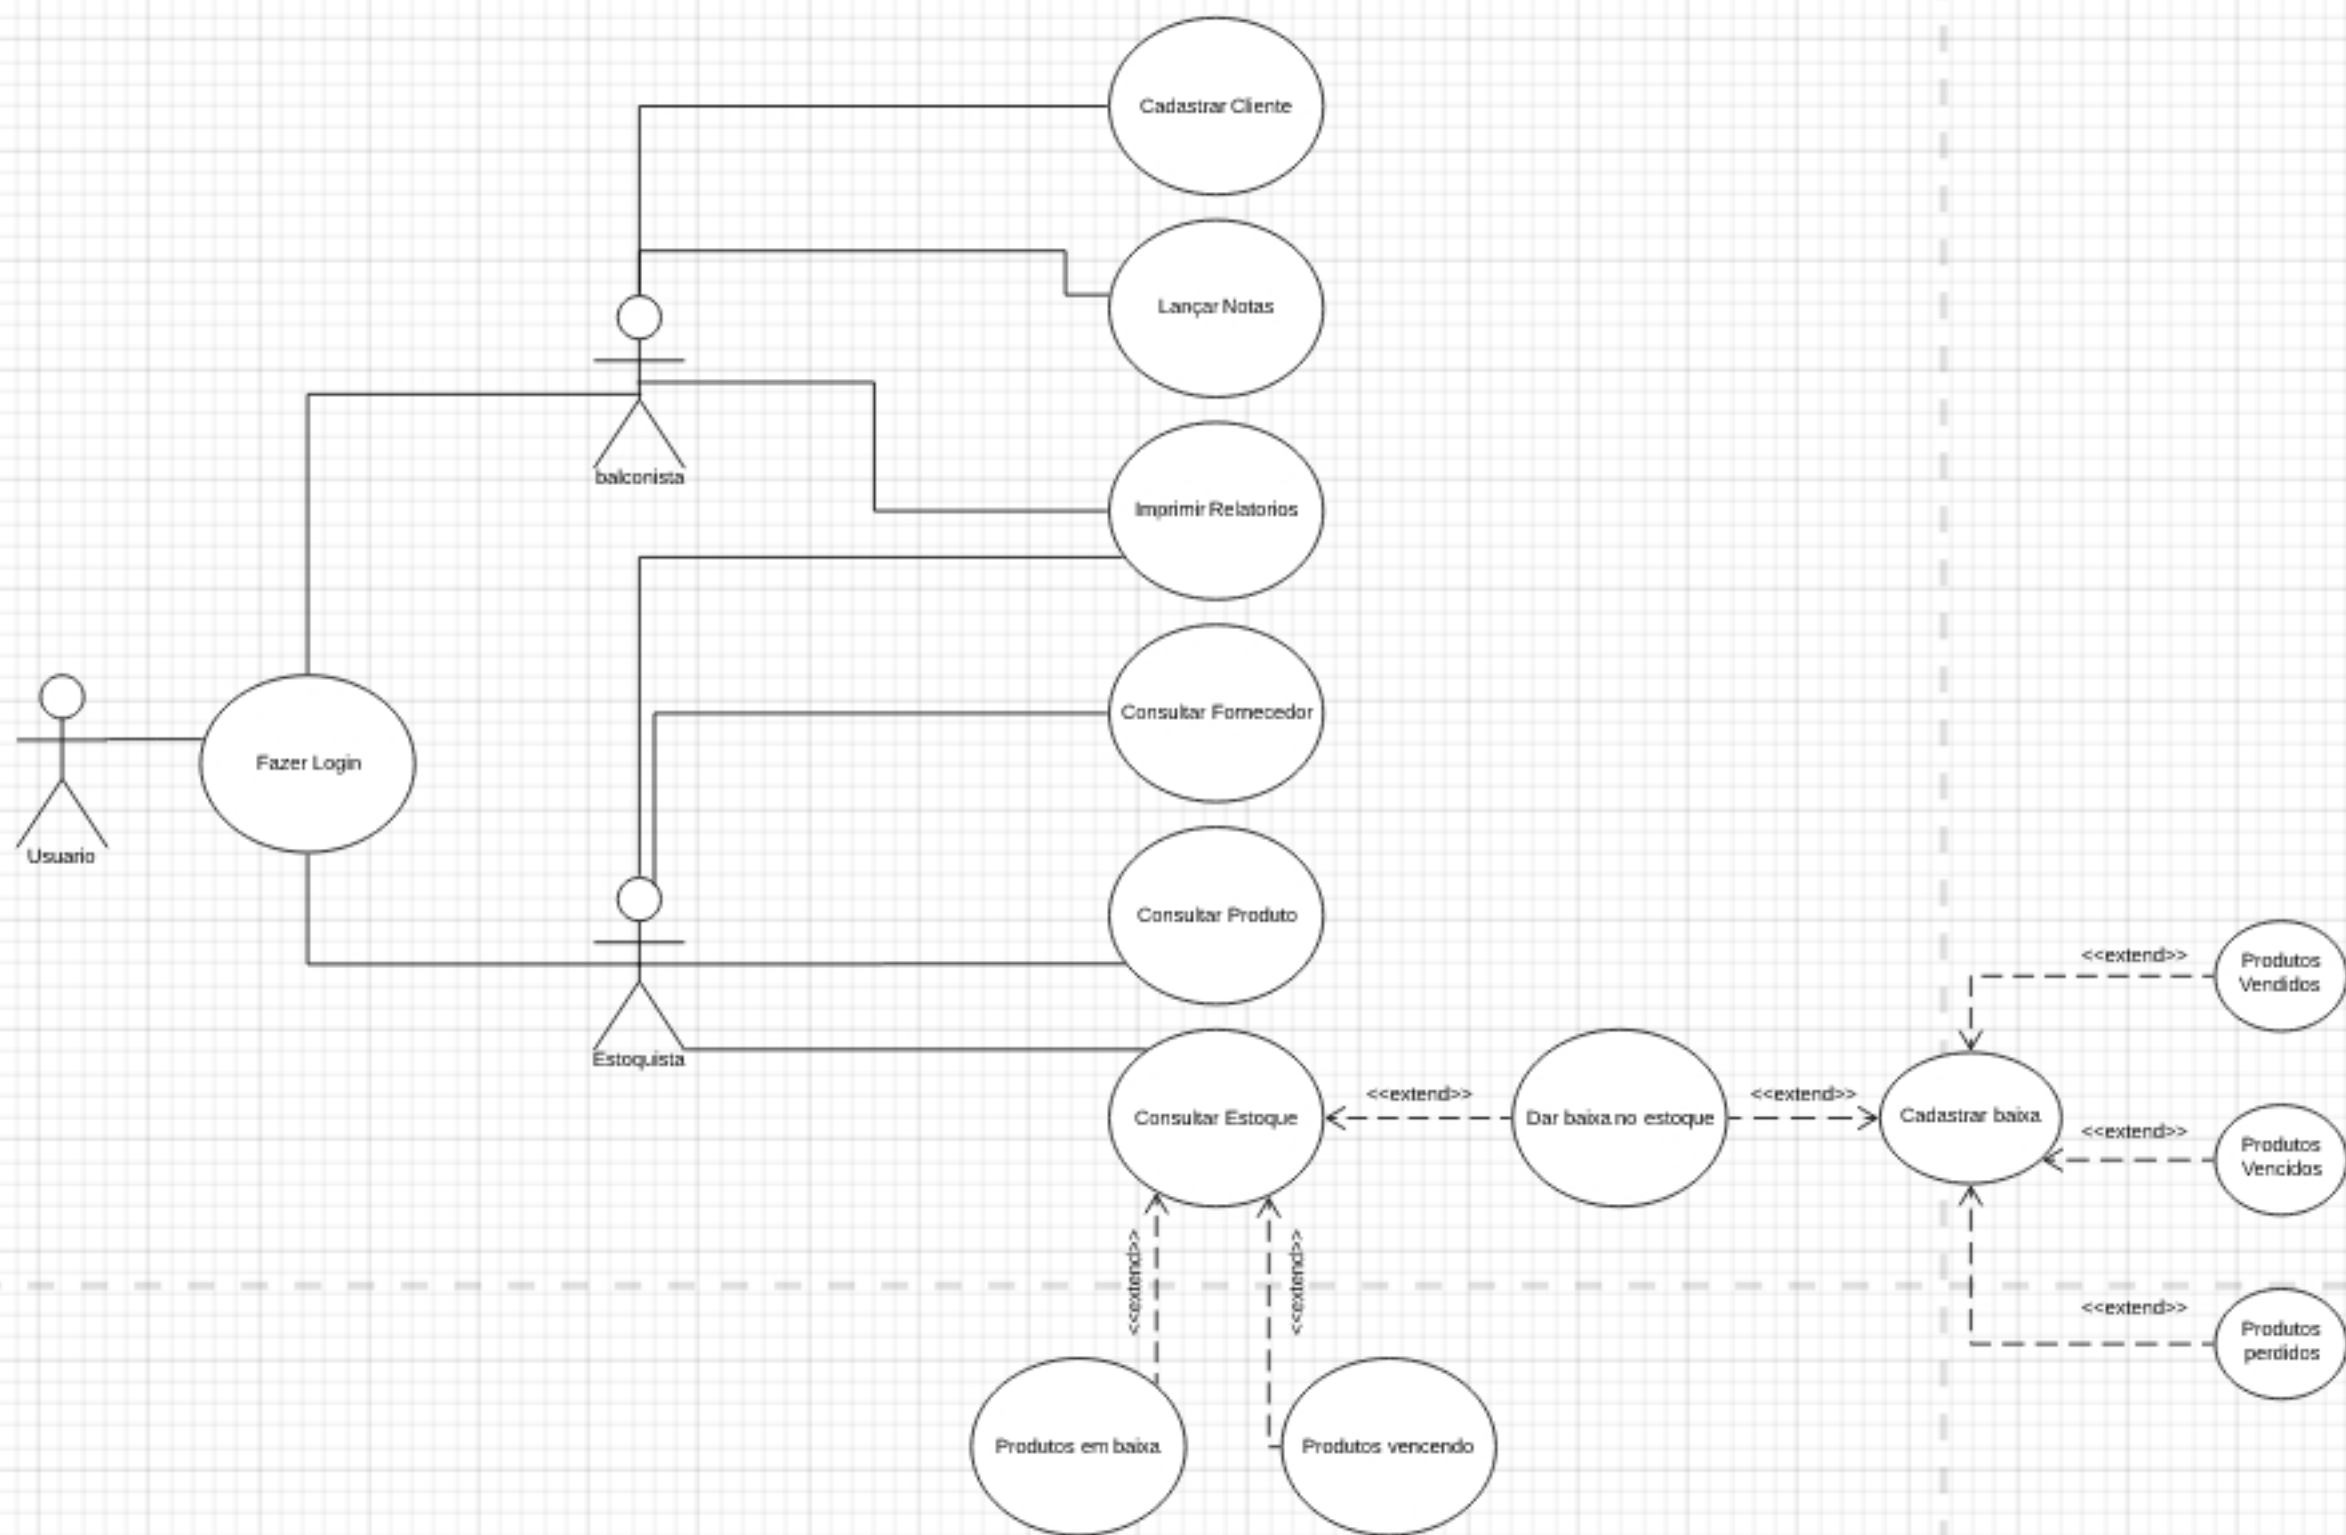 Cadastrar Cliente
Lançar Notas
balconista
Imprimir Relatorios
Consultar Fornecedor
Fazer Login
Usuario
Consultar Produto
Estoquista
Consultar Estoque
<<extend>>
Dar baixa no estoque
<<extend>>
Cadastrar baixa
<<extend>>
Produtos
Vendidos
<<extend>>
Produtos
Vencidos
<<extend>>
Produtos
perdidos
<<extend>>
<<extend>>
Produtos em baixa
Produtos vencendo